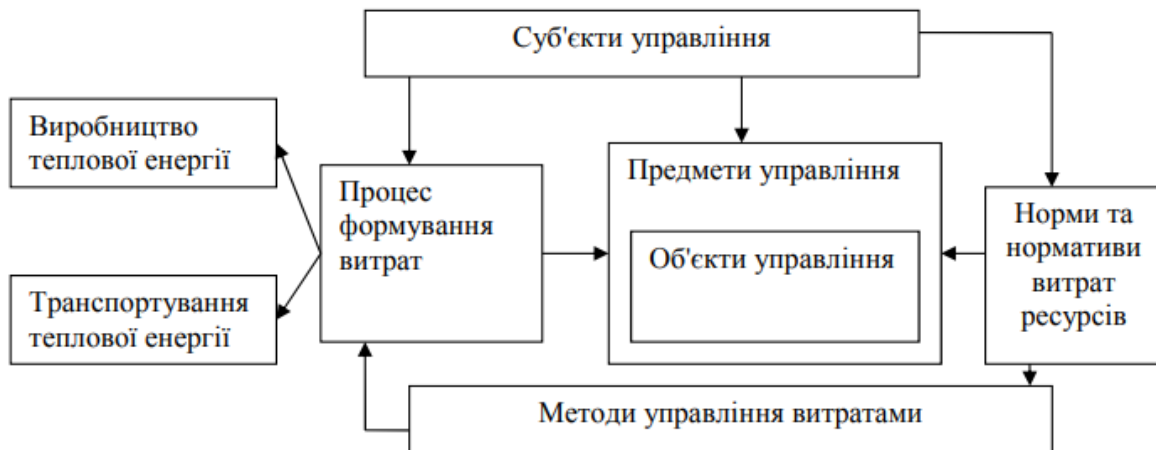 Суб'єкти управління
Виробництво
теплової енергії
Транспортування
теплової енергії
Процес
формування
витрат
Предмети управління
Об'єкти управління
Норми та
нормативи
витрат
ресурсів
Методи управління витратами